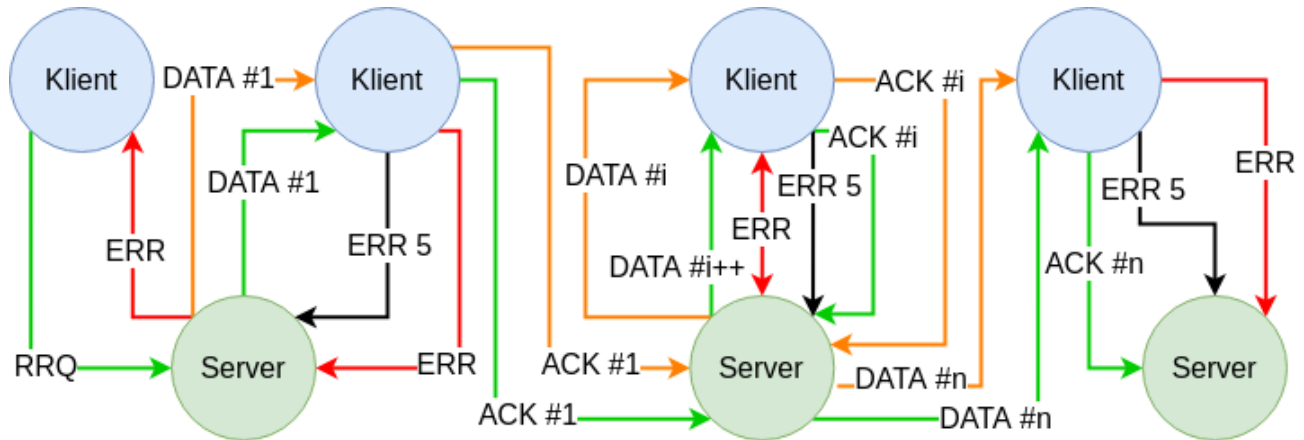 Klient
DATA #1
Klient
Klient
ACK #i
Klient
ACK #i
DATA #1
DATA #i
ERR 5
ERR
ERR 5
ERR
ERR 5
ERR
DATA #i++
ACK #n
RRQ
Server
ERR
ACK #1
Server
DATA #n
Server
ACK #1
DATA #n